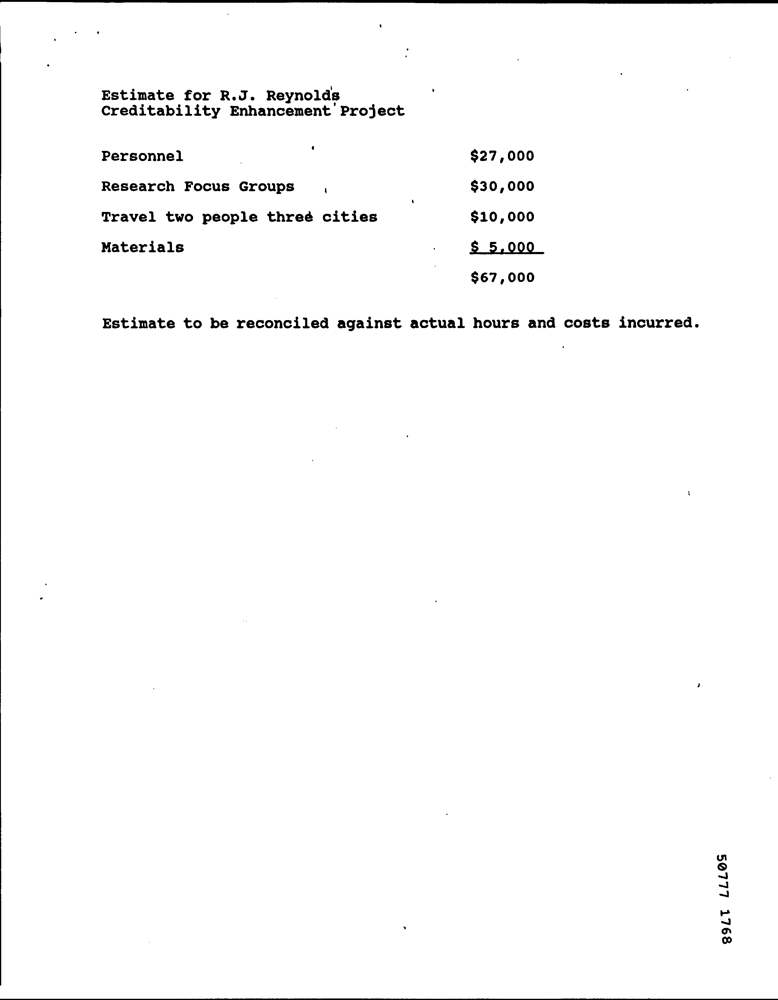 Estimate for R.J. Reynolds
Creditability Enhancement Project
Personnel $27,000
Research Focus Groups $30,000
Travel two people three cities $10,000
Materials $ 5,000
$67,000
Estimate to be reconciled against actual hours and costs incurred.
50777 1768